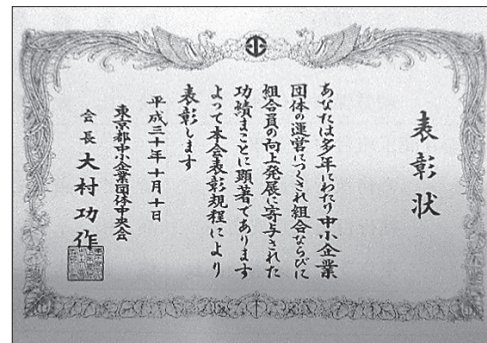 表彰状
あなたは多年にわたり中小企業
団体の運営につくされ組合ならびに
組合員の向上発展に寄与された
功績まことに顕著であります
よって本会表彰規程により
表彰します
平成三十年十月十日
東京都中小企業団体中央会
会長 大村功作